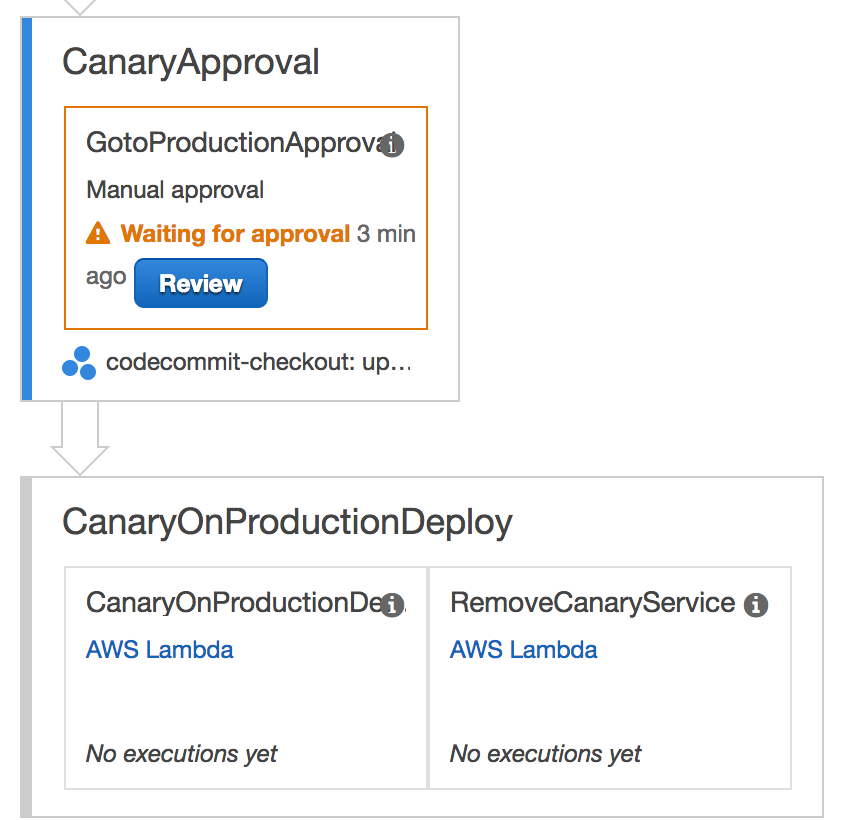 CanaryApproval
GotoProductionApproval
Manual approval
Waiting for approval 3 min
ago Review
codecommit-checkout: up...
CanaryOnProductionDeploy
CanaryOnProductionDe... RemoveCanaryService
AWS Lambda AWS Lambda
No executions yet No executions yet